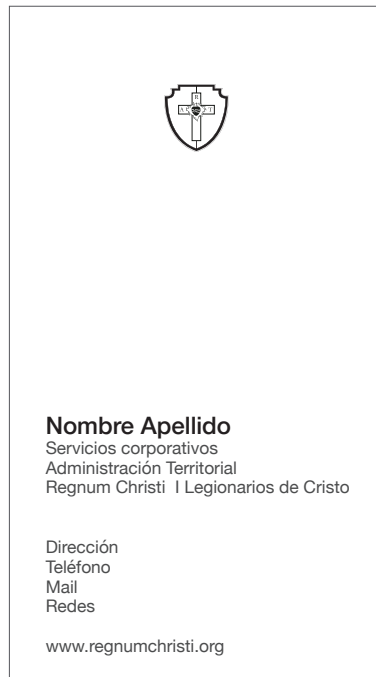 R
A T
Nombre Apellido
Servicios corporativos
Administración Territorial
Regnum Christi I Legionarios de Cristo
Dirección
Teléfono
Mail
Redes
www.regnumchristi.org